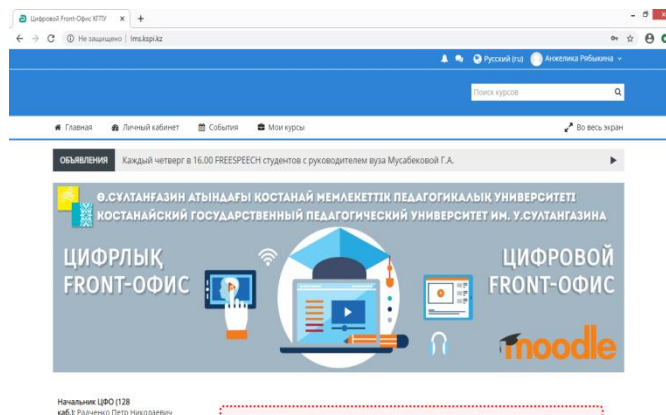 Цифровой Front-Офис КГПУ
Не защищено | lms.kspi.kz
Русский (ru) Анжелика Рябыкина
Поиск курсов
Главная Личный кабинет События Мои курсы Во весь экран
ОБЪЯВЛЕНИЯ Каждый четверг в 16.00 FREESPEECH студентов с руководителем вуза Мусабековой Г.А.
Ө.СҰЛТАНҒАЗИН АТЫНДАҒЫ ҚОСТАНАЙ МЕМЛЕКЕТТІК ПЕДАГОГИКАЛЫҚ УНИВЕРСИТЕТІ
КОСТАНАЙСКИЙ ГОСУДАРСТВЕННЫЙ ПЕДАГОГИЧЕСКИЙ УНИВЕРСИТЕТ ИМ. У.СУЛТАНГАЗИНА
ЦИФРЛЫҚ
FRONT-ОФИС
ЦИФРОВОЙ
FRONT-ОФИС
moodle
Начальник ЦФО (128
каб.): Радченко Петр Николаевич